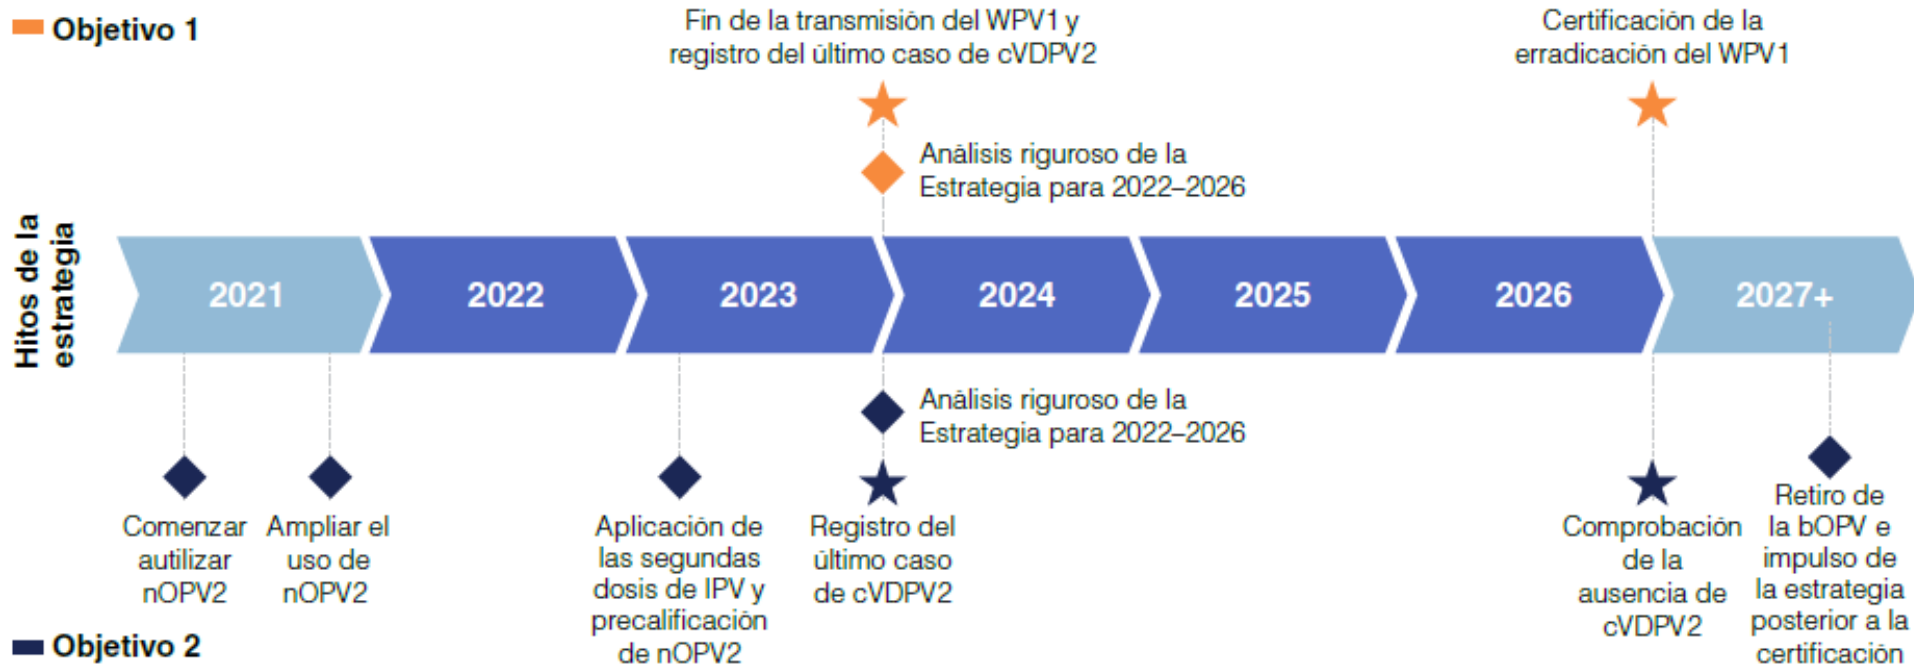 Objetivo 1
Fin de la transmisión del WPV1 y
registro del último caso de cVDPV2
Certificación de la
erradicación del WPV1
Análisis riguroso de la
Estrategia para 2022–2026
Hitos de la
estrategia
2021
2022
2023
2024
2025
2026
2027+
Análisis riguroso de la
Estrategia para 2022–2026
Comenzar
autilizar
nOPV2
Ampliar el
uso de
nOPV2
Aplicación de
las segundas
dosis de IPV y
precalificación
de nOPV2
Registro del
último caso
de cVDPV2
Comprobación
de la
ausencia de
cVDPV2
Retiro de
la bOPV e
impulso de
la estrategia
posterior a la
certificación
Objetivo 2